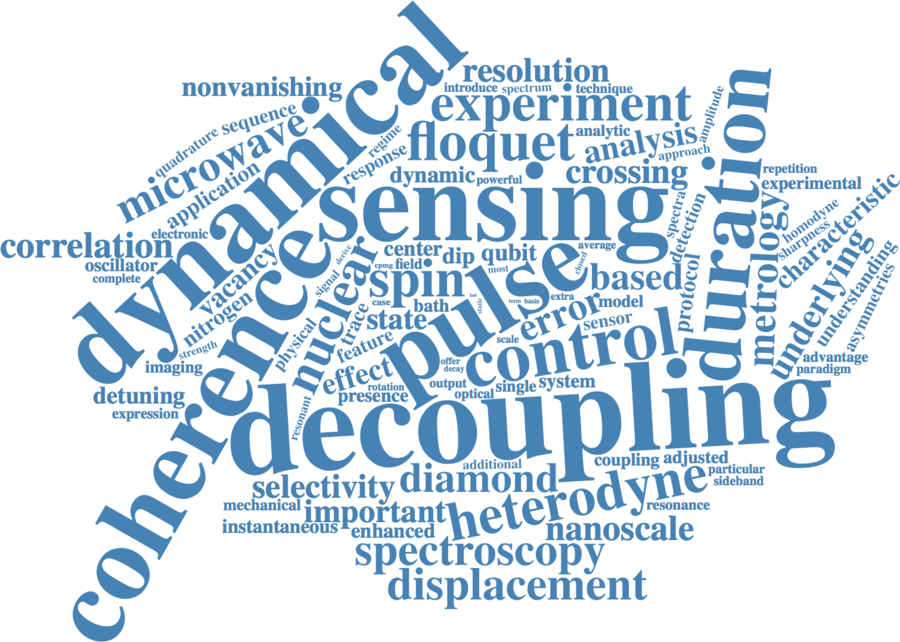 dynamical
resolution
nonvanishing
introduce
spectrum
technique
experiment
amplitude
quadrature
sequence
microwave
regime
floquet
analytic
analysis
approach
duration
application
response
dynamic
powerful
crossing
repetition
experimental
sensing
spectra
detection
metrology
homodyne
sharpness
characteristic
correlation
electronic
oscillator
complete
vacancy
nitrogen
coherence
derive
signal
nuclear
center
dip
qubit
average
closed
cpmg
field
most
spin
based
protocol
underlying
understanding
asymmetries
case
bath
but
static
term
basis
extra
model
pulse
error
sensor
trace
state
strength
imaging
physical
feature
scale
control
advantage
paradigm
effect
offer
decay
detuning
expression
rotation
presence
output
optical
single
system
resonant
decoupling
additional
coupling
adjusted
particular
sideband
selectivity
diamond
heterodyne
resonance
mechanical
important
instantaneous
enhanced
nanoscale
spectroscopy
displacement